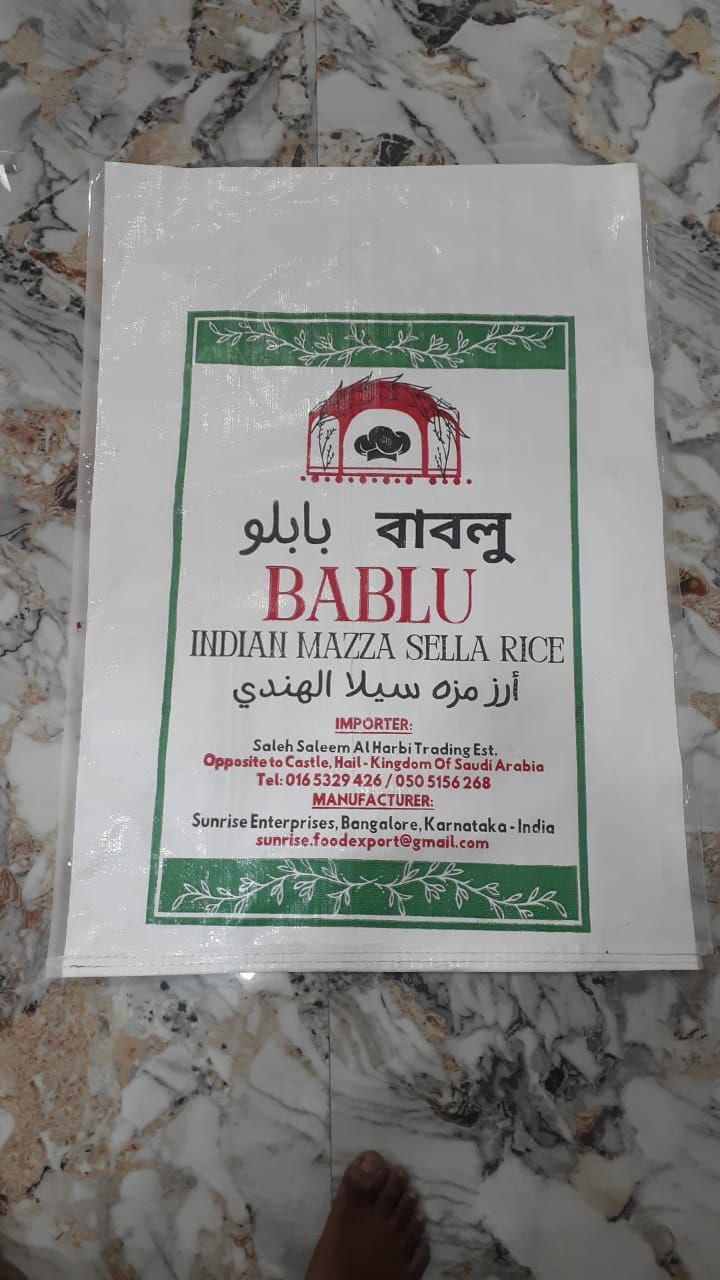 بابلو বাবলু
BABLU
INDIAN MAZZA SELLA RICE
أرز مزه سيلا الهندي
IMPORTER:
Saleh Saleem Al Harbi Trading Est.
Opposite to Castle, Hail - Kingdom Of Saudi Arabia
Tel: 016 5329 426 / 050 5156 268
MANUFACTURER:
Sunrise Enterprises, Bangalore, Karnataka - India
sunrise.foodexport@gmail.com